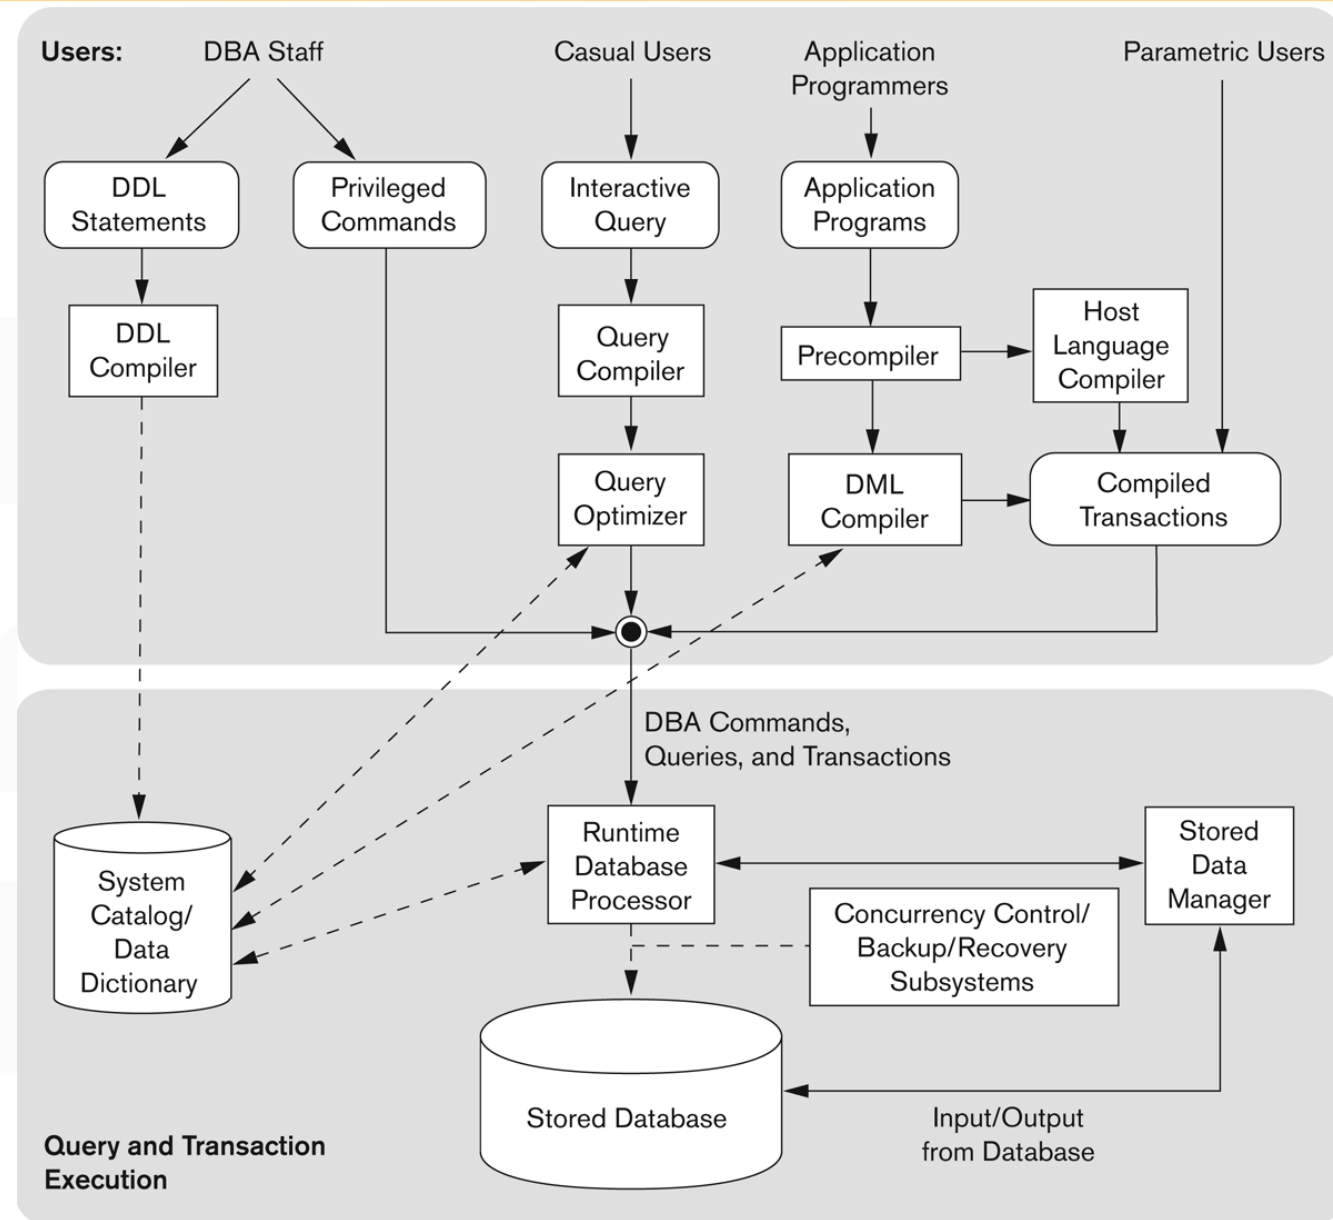 Users:
DBA Staff
Casual Users
Application
Programmers
Parametric Users
DDL
Statements
Privileged
Commands
Interactive
Query
Application
Programs
DDL
Compiler
Query
Compiler
Precompiler
Host
Language
Compiler
Query
Optimizer
DML
Compiler
Compiled
Transactions
DBA Commands,
Queries, and Transactions
System
Catalog/
Data
Dictionary
Runtime
Database
Processor
Stored
Data
Manager
Concurrency Control/
Backup/Recovery
Subsystems
Stored Database
Input/Output
from Database
Query and Transaction
Execution